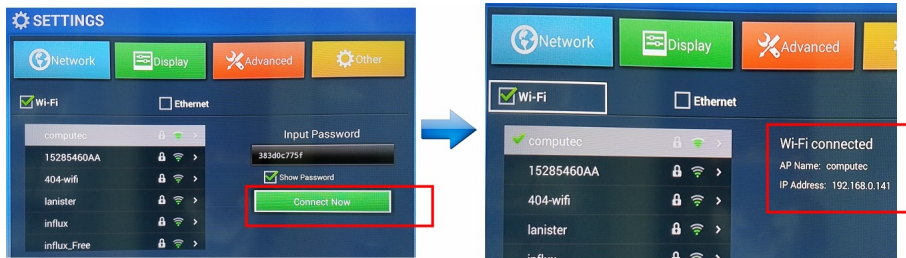 SETTINGS
Network
Display
Advanced
Other
Wi-Fi
Ethernet
computec
15285460AA
404-wifi
lanister
influx
influx_Free
Input Password
383d0c775f
Show Password
Connect Now
Network
Display
Advanced
Wi-Fi
Ethernet
computec
15285460AA
404-wifi
lanister
influx
Wi-Fi connected
AP Name: computec
IP Address: 192.168.0.141